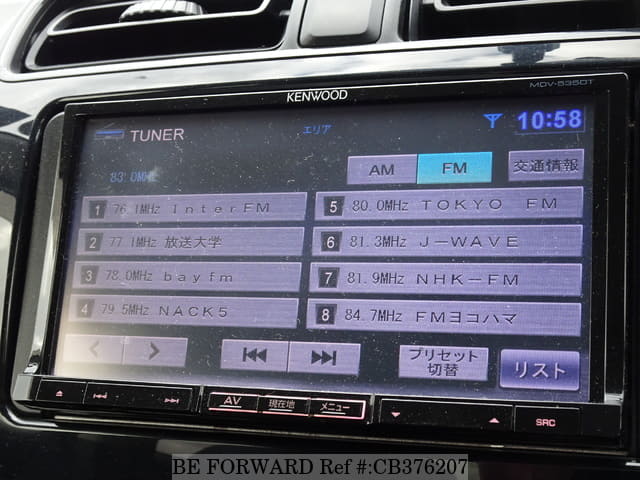 KENWOOD
MDV-535DT
TUNER
エリア
10:58
83.0MHz
AM
FM
交通情報
1 76.1MHz InterFM
2 77.1MHz 放送大学
3 78.0MHz bayfm
4 79.5MHz NACK5
5 80.0MHz TOKYO FM
6 81.3MHz J-WAVE
7 81.9MHz NHK-FM
8 84.7MHz FMヨコハマ
プリセット
切替
リスト
AV
現在地
メニュー
SRC
BE FORWARD Ref #:CB376207